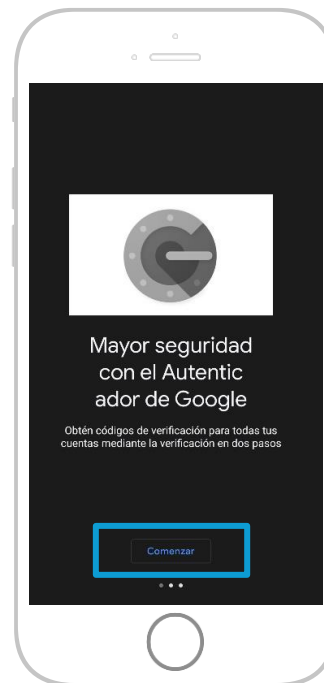 Mayor seguridad
con el Autentic
ador de Google
Obtén códigos de verificación para todas tus
cuentas mediante la verificación en dos pasos
Comenzar